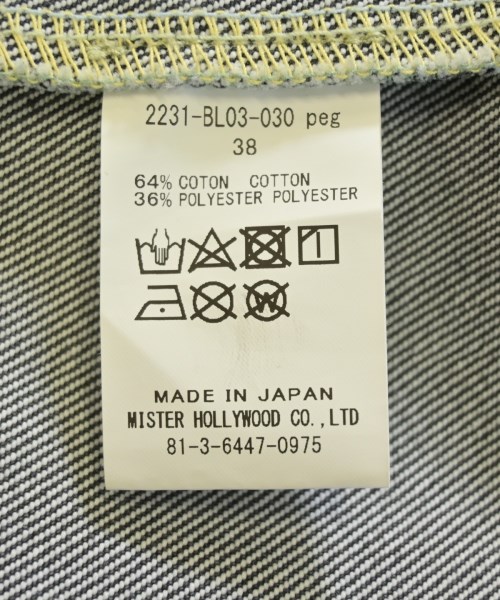 2231-BL03-030 peg
38
64% COTON COTTON
36% POLYESTER POLYESTER
W
MADE IN JAPAN
MISTER HOLLYWOOD CO.,LTD
81-3-6447-0975